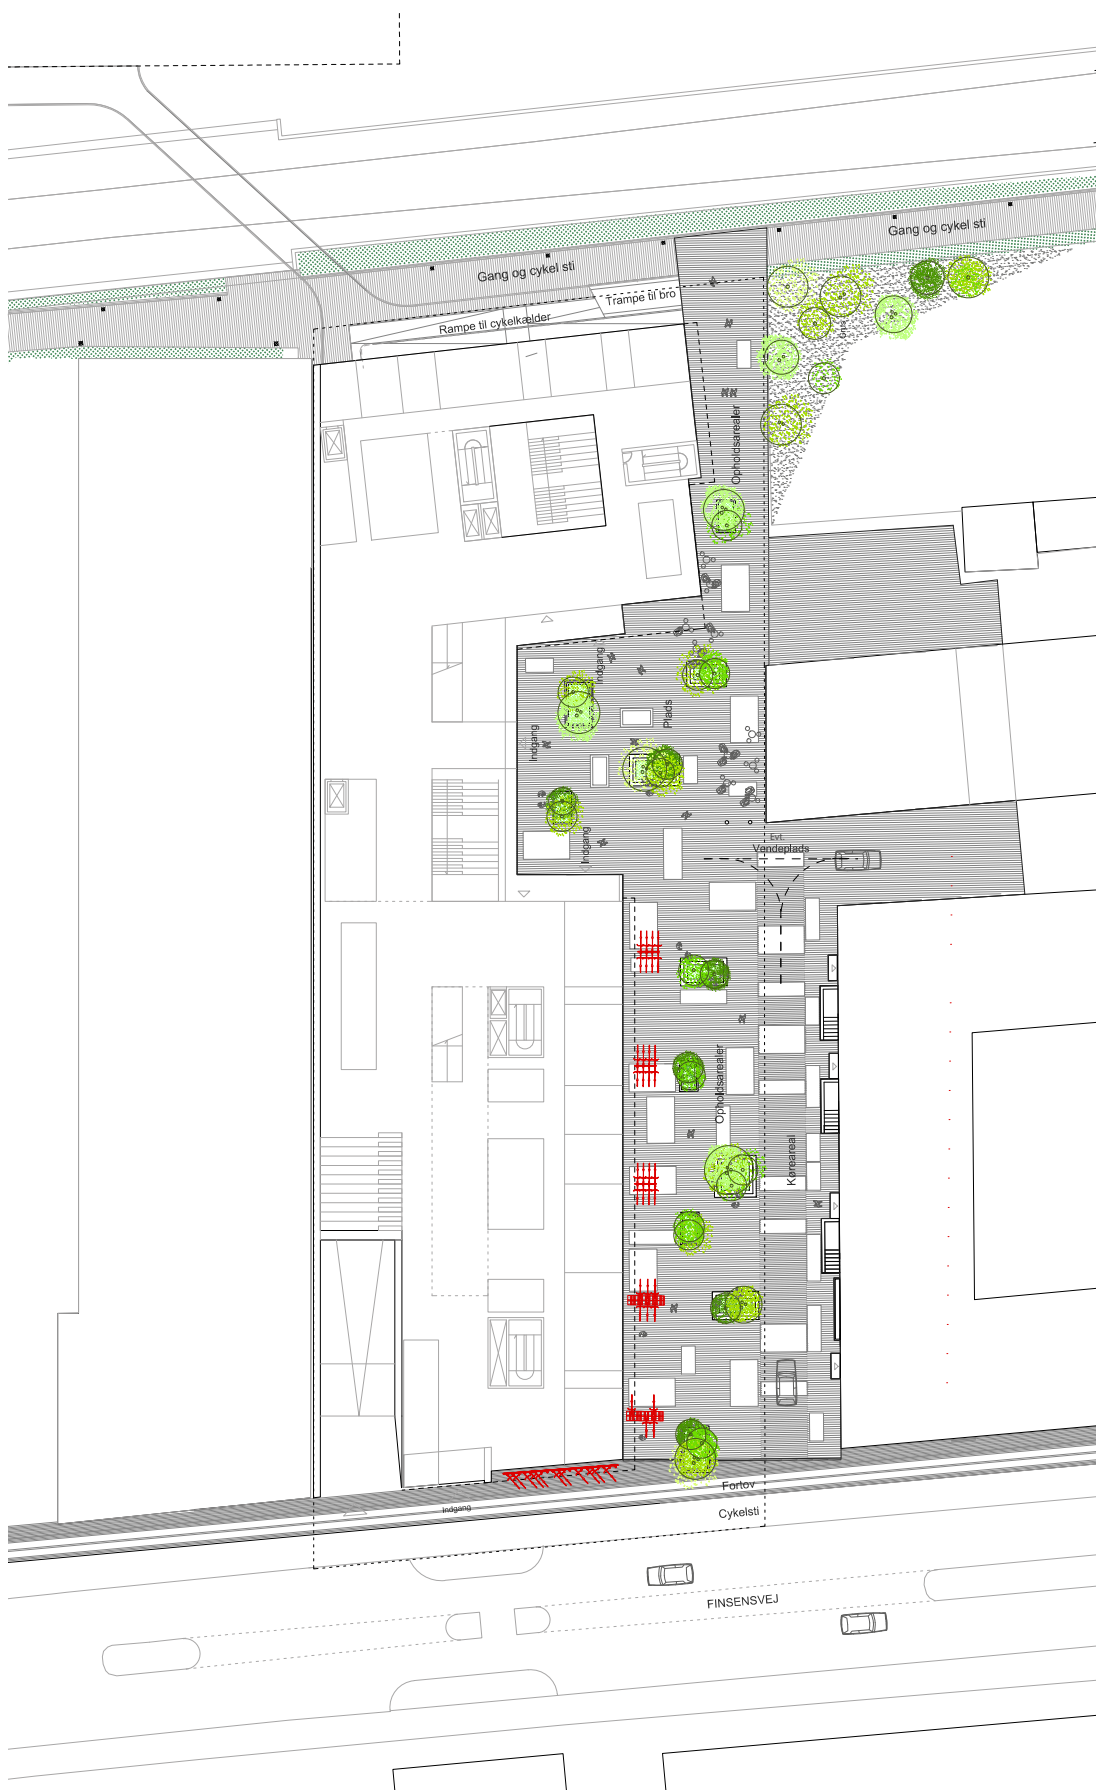 Gang og cykel sti
Gang og cykel sti
Trampe til bro
Rampe til cykelkælder
Opholdsarealer
Indgang
Plads
Indgang
Indgang
Evt.
Vendeplads
Opholdsarealer
Køreareal
Fortov
Indgang
Cykelsti
FINSENSVEJ